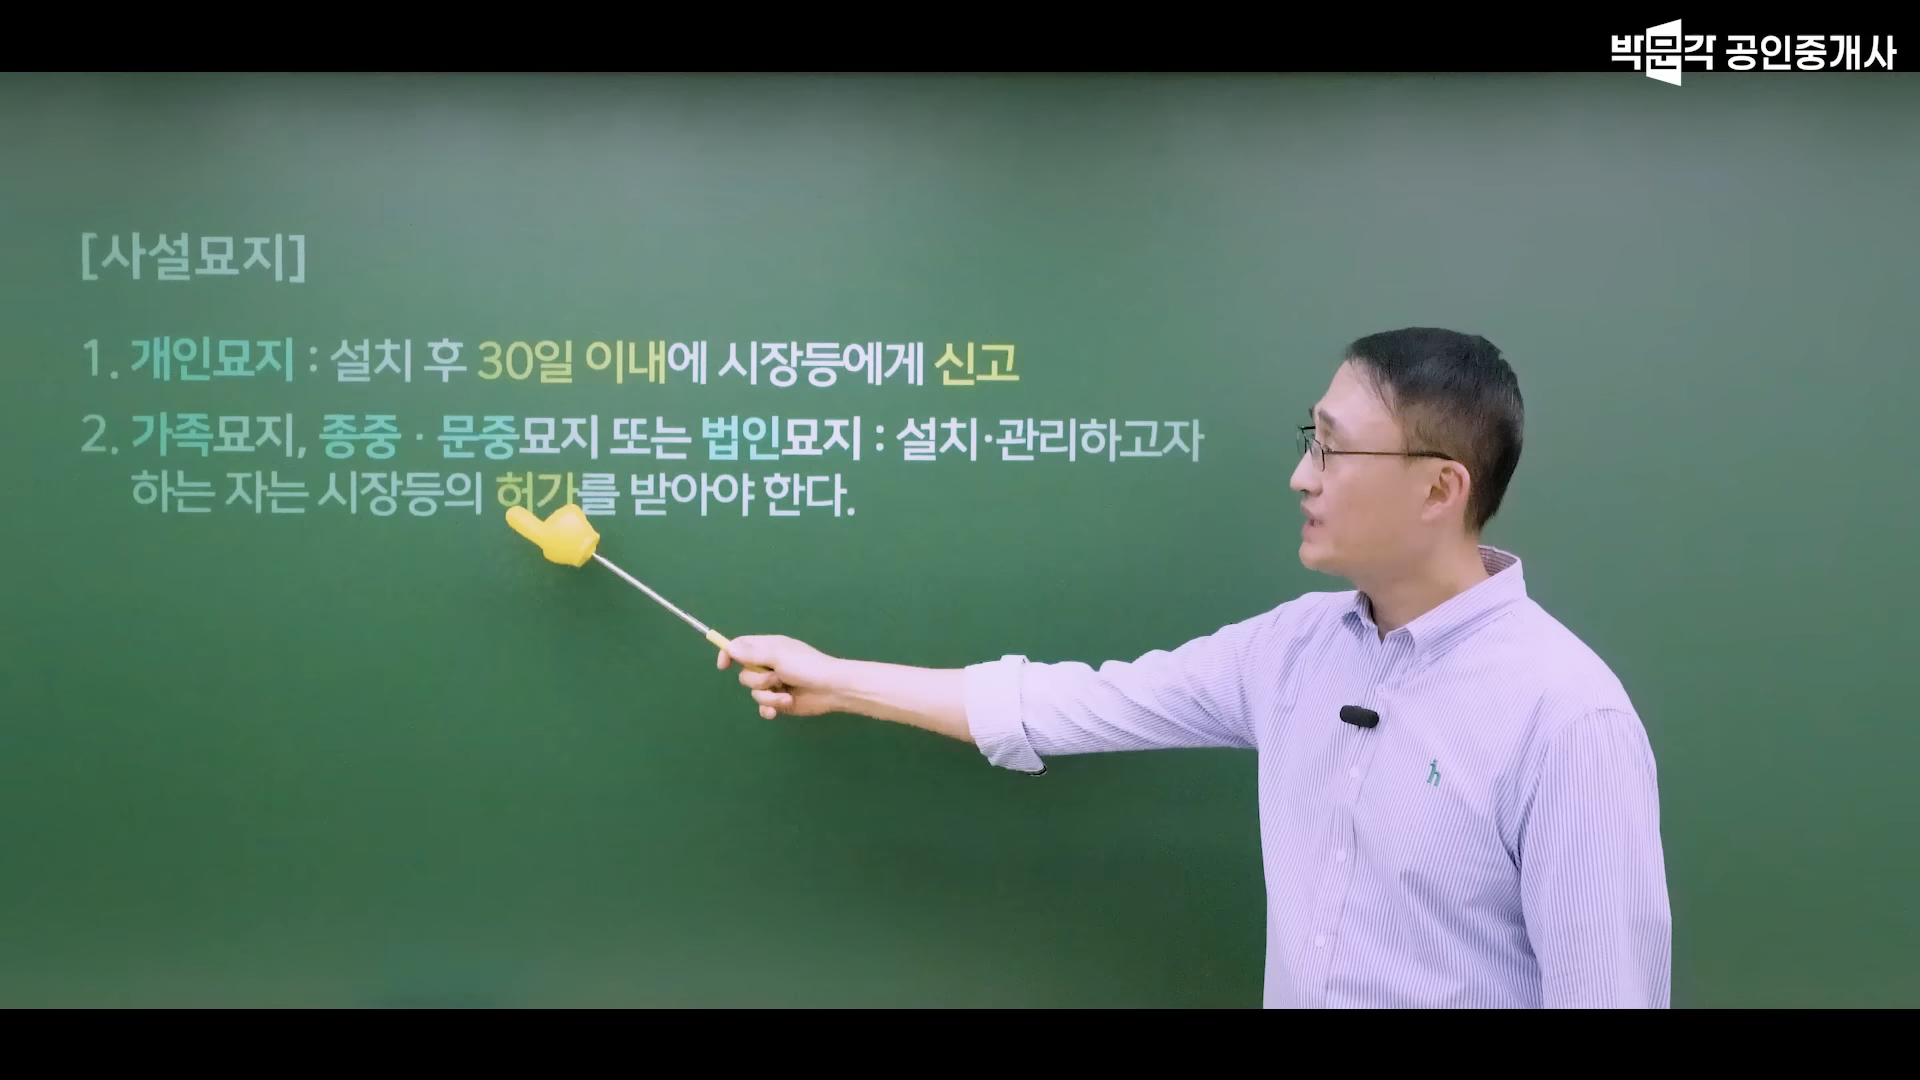 박문각 공인중개사
[사설묘지]
1. 개인묘지 : 설치 후 30일 이내에 시장등에게 신고
2. 가족묘지, 종중 · 문중묘지 또는 법인묘지 : 설치·관리하고자
하는 자는 시장등의 허가를 받아야 한다.
h